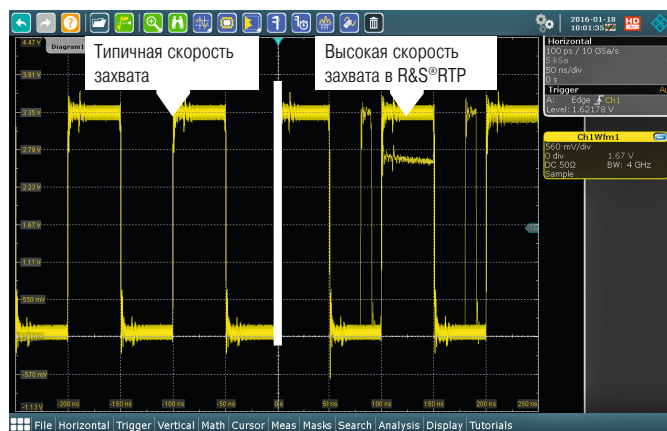 2016-01-18
10:01:35
HD
4.47 V
Diagram1
Типичная скорость
захвата
Высокая скорость
захвата в R&S®RTP
Horizontal
100 ps / 10 GSa/s
5 kSa
50 ns/div
0 s
Trigger
Au
A: Edge Ch1
Level: 1.62178 V
Ch1Wfm1
560 mV/div
0 div 1.67 V
DC 50Ω BW: 4 GHz
Sample
3.91 V
3.35 V
2.79 V
2.23 V
1.67 V
1.11 V
550 mV
-570 mV
-1.13 V
-200 ns
-150 ns
-100 ns
-50 ns
0 s
50 ns
100 ns
150 ns
200 ns
250 ns
File Horizontal Trigger Vertical Math Cursor Meas Masks Search Analysis Display Tutorials